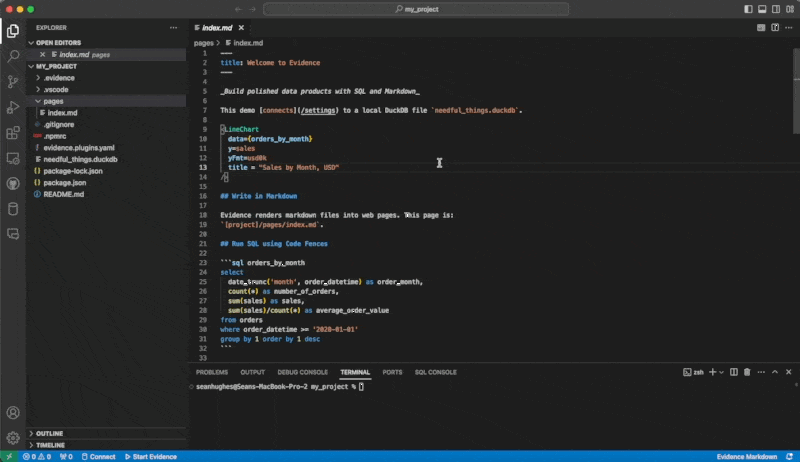 my_project
EXPLORER
OPEN EDITORS
index.md pages
MY_PROJECT
.evidence
.vscode
pages
index.md
.gitignore
.npmrc
evidence.plugins.yaml
needful_things.duckdb
package-lock.json
package.json
README.md
OUTLINE
TIMELINE
index.md
pages > index.md
1 ---
2 title: Welcome to Evidence
3 ---
4
5 _Build polished data products with SQL and Markdown_
6
7 This demo [connects](/settings) to a local DuckDB file `needful_things.duckdb`.
8
9 <LineChart
10 data={orders_by_month}
11 y=sales
12 yFmt=usd0k
13 title = "Sales by Month, USD"
14 />
15
16 ## Write in Markdown
17
18 Evidence renders markdown files into web pages. This page is:
19 `[project]/pages/index.md`.
20
21 ## Run SQL using Code Fences
22
23 ```sql orders_by_month
24 select
25 date_trunc('month', order_datetime) as order_month,
26 count(*) as number_of_orders,
27 sum(sales) as sales,
28 sum(sales)/count(*) as average_order_value
29 from orders
30 where order_datetime >= '2020-01-01'
31 group by 1 order by 1 desc
32 ```
33
PROBLEMS OUTPUT DEBUG CONSOLE TERMINAL PORTS SQL CONSOLE
zsh
seanhughes@Seans-MacBook-Pro-2 my_project %
0 0 0 Connect Start Evidence
Evidence Markdown